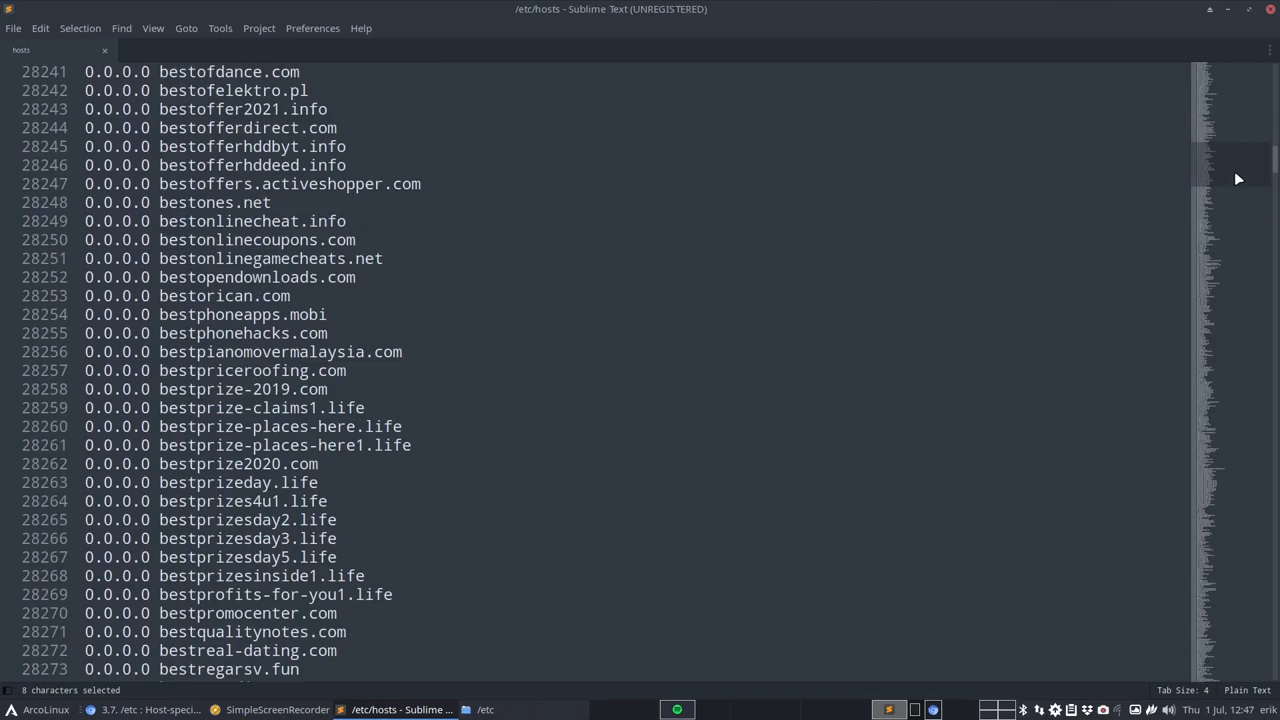 /etc/hosts - Sublime Text (UNREGISTERED)
File Edit Selection Find View Goto Tools Project Preferences Help
hosts
28241 0.0.0.0 bestofdance.com
28242 0.0.0.0 bestofelektro.pl
28243 0.0.0.0 bestoffer2021.info
28244 0.0.0.0 bestofferdirect.com
28245 0.0.0.0 bestofferhddbyt.info
28246 0.0.0.0 bestofferhddeed.info
28247 0.0.0.0 bestoffers.activeshopper.com
28248 0.0.0.0 bestones.net
28249 0.0.0.0 bestonlinecheat.info
28250 0.0.0.0 bestonlinecoupons.com
28251 0.0.0.0 bestonlinegamecheats.net
28252 0.0.0.0 bestopendownloads.com
28253 0.0.0.0 bestorican.com
28254 0.0.0.0 bestphoneapps.mobi
28255 0.0.0.0 bestphonehacks.com
28256 0.0.0.0 bestpianomovermalaysia.com
28257 0.0.0.0 bestpriceroofing.com
28258 0.0.0.0 bestprize-2019.com
28259 0.0.0.0 bestprize-claims1.life
28260 0.0.0.0 bestprize-places-here.life
28261 0.0.0.0 bestprize-places-here1.life
28262 0.0.0.0 bestprize2020.com
28263 0.0.0.0 bestprizeday.life
28264 0.0.0.0 bestprizes4u1.life
28265 0.0.0.0 bestprizesday2.life
28266 0.0.0.0 bestprizesday3.life
28267 0.0.0.0 bestprizesday5.life
28268 0.0.0.0 bestprizesinside1.life
28269 0.0.0.0 bestprofits-for-you1.life
28270 0.0.0.0 bestpromocenter.com
28271 0.0.0.0 bestqualitynotes.com
28272 0.0.0.0 bestreal-dating.com
28273 0.0.0.0 bestregarsv.fun
8 characters selected Tab Size: 4 Plain Text
ArcoLinux 3.7. /etc : Host-speci... SimpleScreenRecorder /etc/hosts - Sublime ... /etc Thu 1 Jul, 12:47 erik